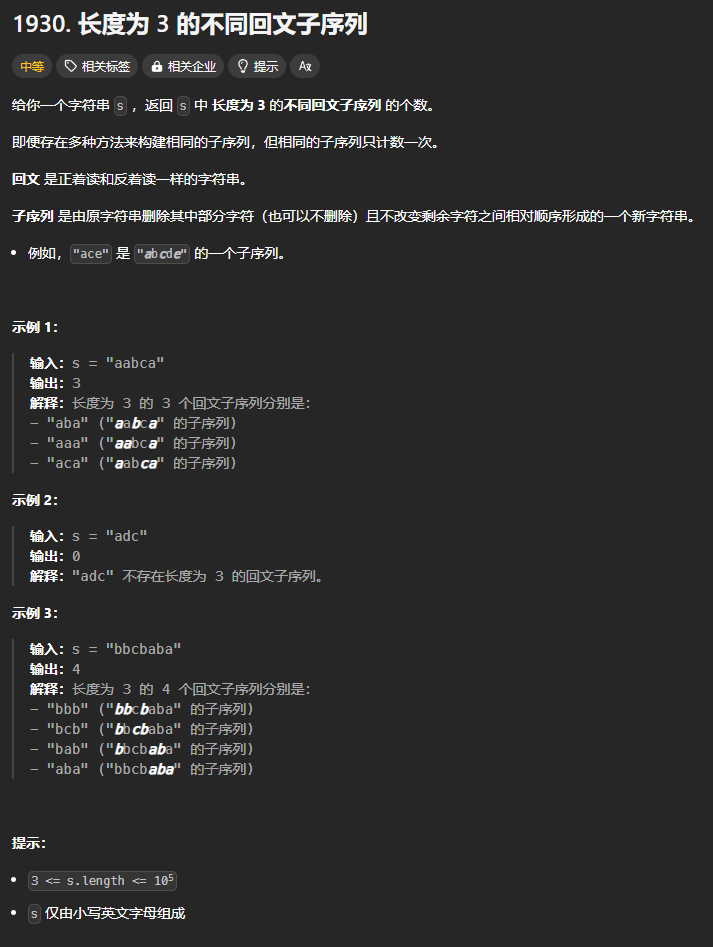 1930. 长度为 3 的不同回文子序列
中等 相关标签 相关企业 提示 Ax
给你一个字符串 s ，返回 s 中 长度为 3 的不同回文子序列 的个数。
即便存在多种方法来构建相同的子序列，但相同的子序列只计数一次。
回文 是正着读和反着读一样的字符串。
子序列 是由原字符串删除其中部分字符（也可以不删除）且不改变剩余字符之间相对顺序形成的一个新字符串。
• 例如，"ace" 是 "abcde" 的一个子序列。
示例 1：
输入：s = "aabca"
输出：3
解释：长度为 3 的 3 个回文子序列分别是：
- "aba" ("aabca" 的子序列)
- "aaa" ("aabca" 的子序列)
- "aca" ("aabca" 的子序列)
示例 2：
输入：s = "adc"
输出：0
解释："adc" 不存在长度为 3 的回文子序列。
示例 3：
输入：s = "bbcbaba"
输出：4
解释：长度为 3 的 4 个回文子序列分别是：
- "bbb" ("bbcbaba" 的子序列)
- "bcb" ("bbcbaba" 的子序列)
- "bab" ("bbcbaba" 的子序列)
- "aba" ("bbcbaba" 的子序列)
提示：
• 3 <= s.length <= 10⁵
• s 仅由小写英文字母组成